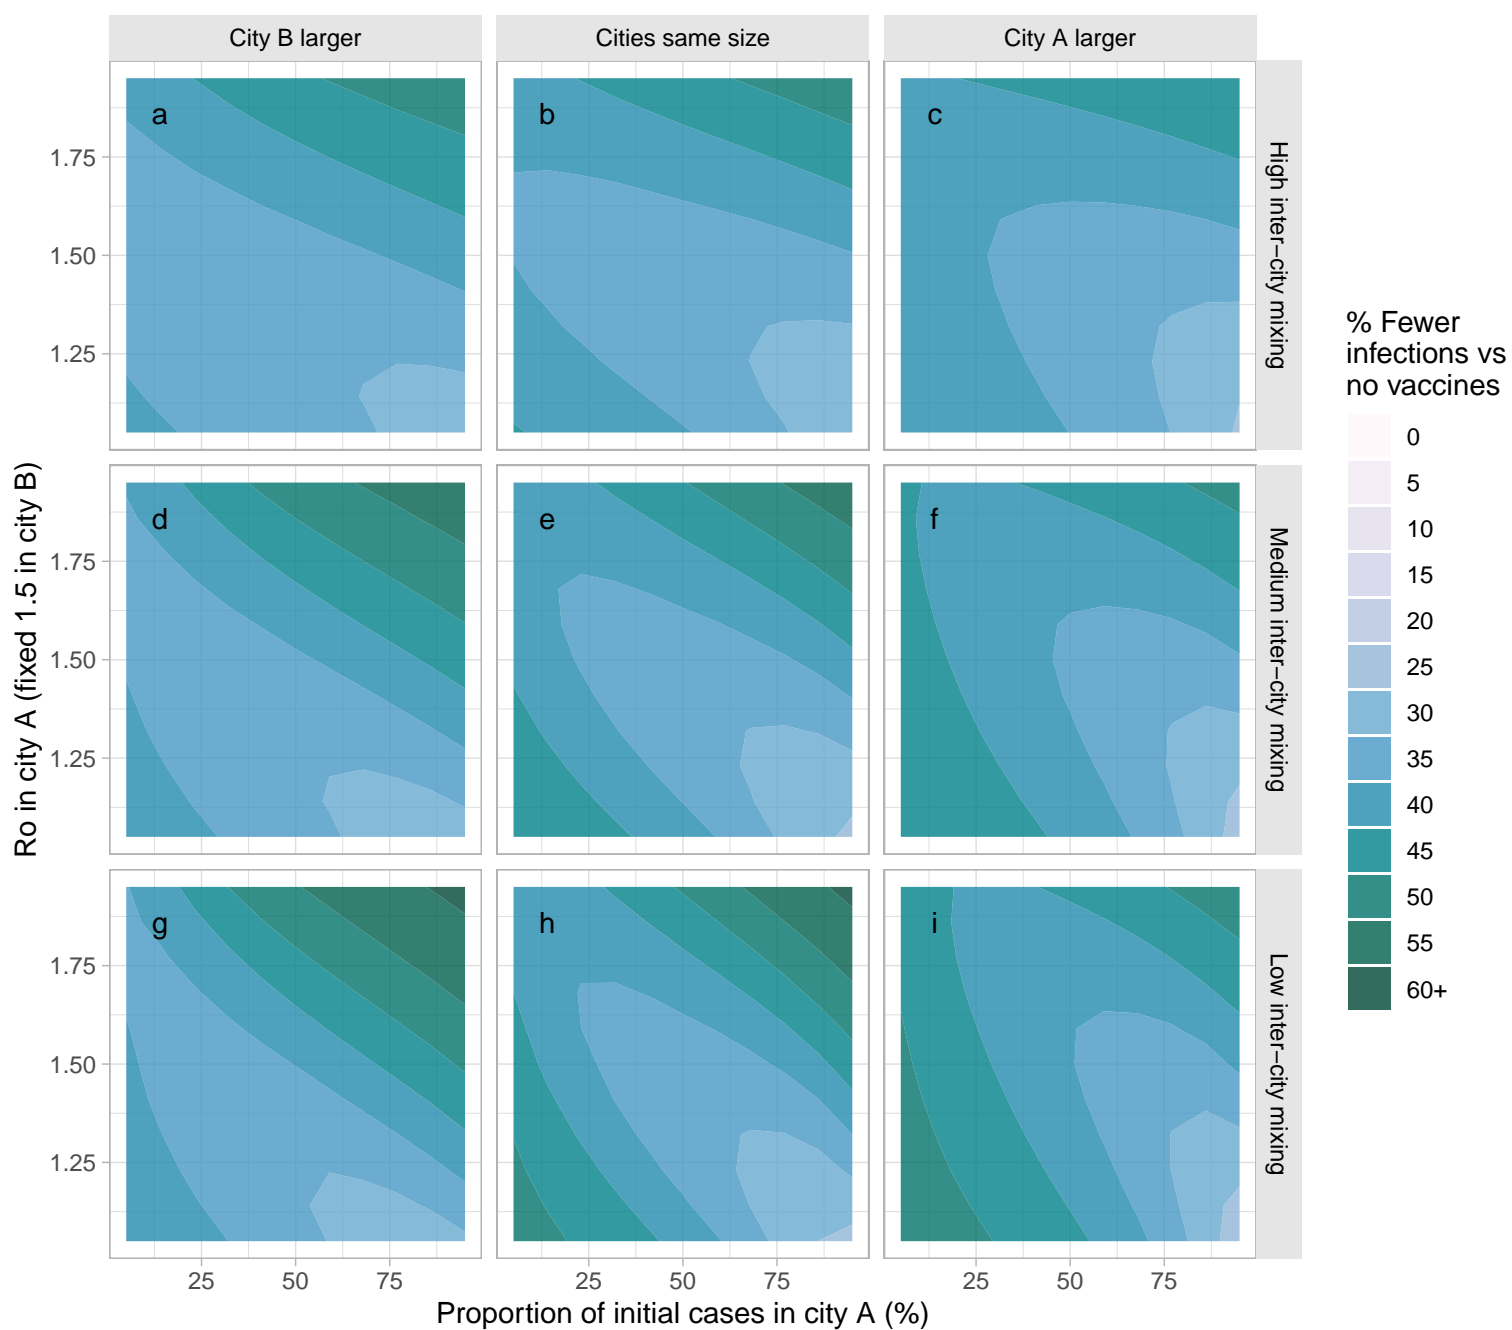 City B larger
Cities same size
City A larger
a
b
c
High inter−city mixing
1.75
1.50
1.25
d
e
f
Medium inter−city mixing
1.75
1.50
1.25
g
h
i
Low inter−city mixing
1.75
1.50
1.25
25
50
75
25
50
75
25
50
75
Proportion of initial cases in city A (%)
Ro in city A (fixed 1.5 in city B)
% Fewer
infections vs
no vaccines
0
5
10
15
20
25
30
35
40
45
50
55
60+